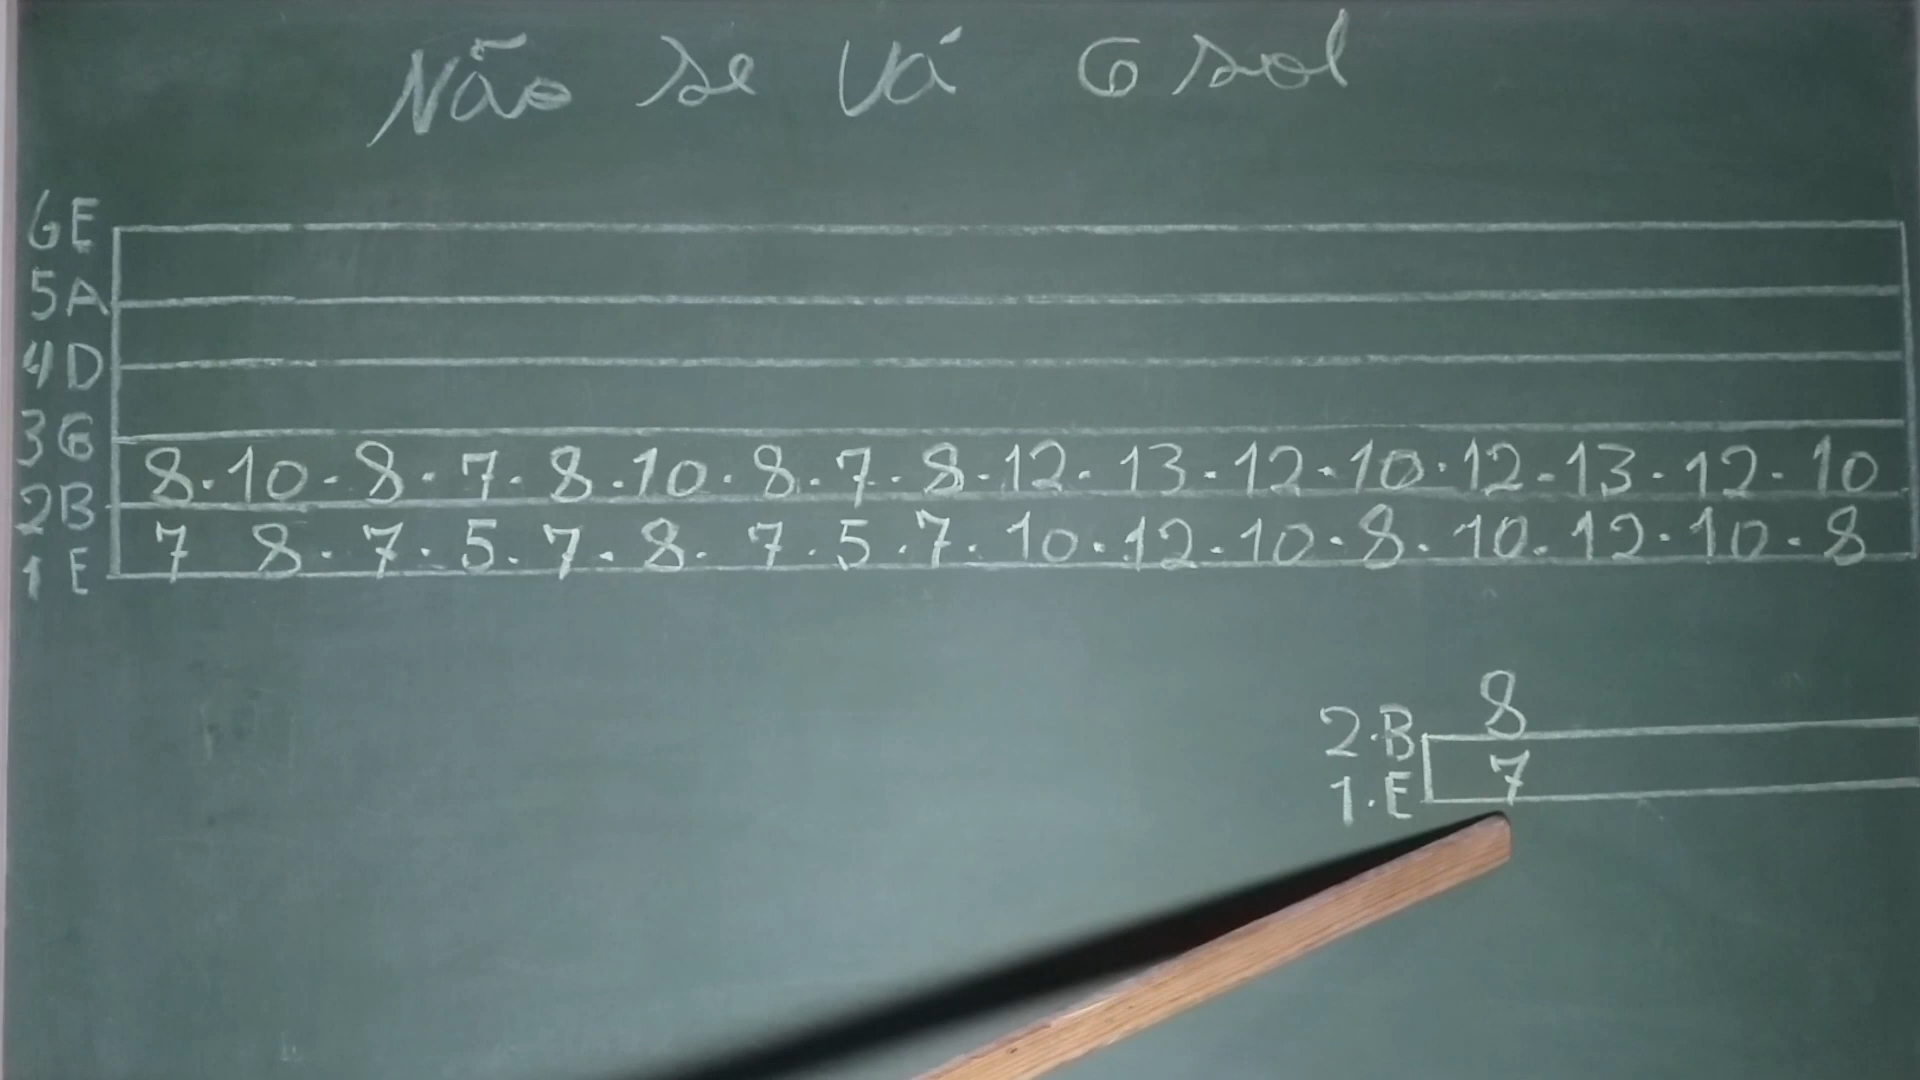 Não se Vá G sol
6E
5A
4D
3G
8.10-8.7.8.10.8.7.8.12.13.12.10.12-13.12.10
2B
7 8.7.5.7.8.7.5.7.10.12.10.8.10.12.10.8
1E
8
2.B
7
1.E